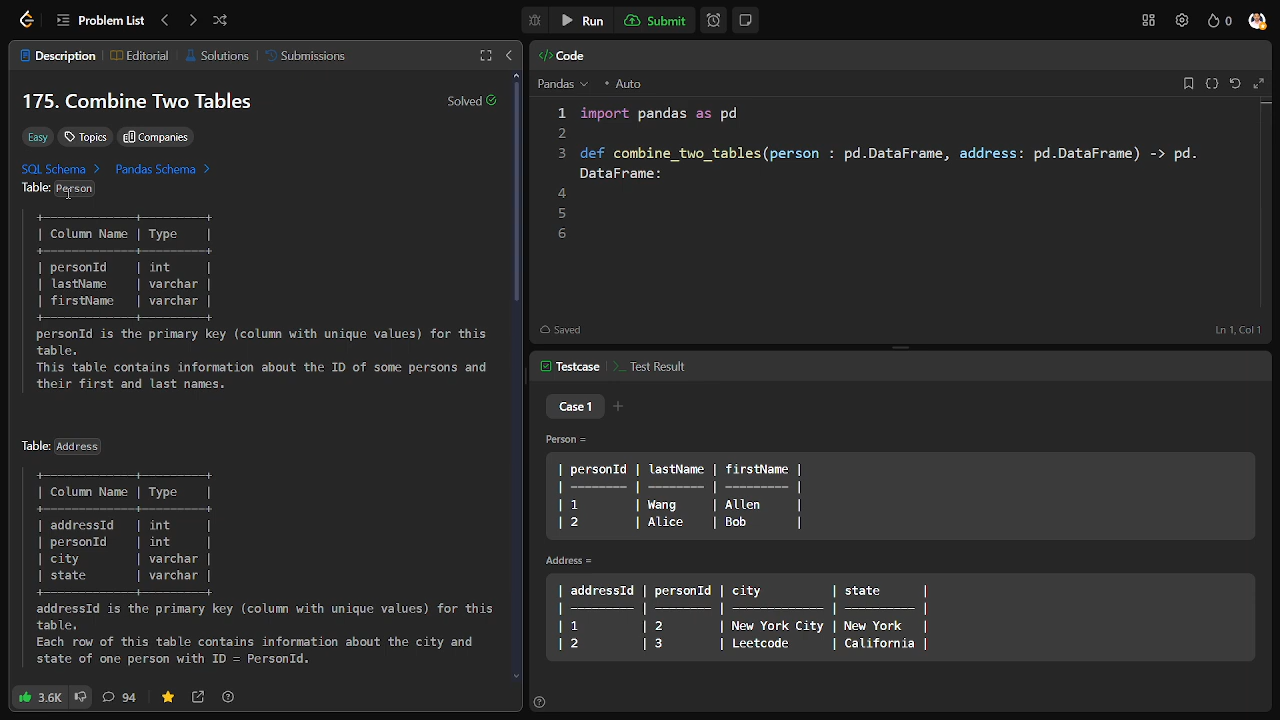 Problem List
Run
Submit
0
Description
Editorial
Solutions
Submissions
175. Combine Two Tables
Solved
Easy
Topics
Companies
SQL Schema
Pandas Schema
Table: Person
+-------------+---------+
| Column Name | Type    |
+-------------+---------+
| personId    | int     |
| lastName    | varchar |
| firstName   | varchar |
+-------------+---------+
personId is the primary key (column with unique values) for this
table.
This table contains information about the ID of some persons and
their first and last names.
Table: Address
+-------------+---------+
| Column Name | Type    |
+-------------+---------+
| addressId   | int     |
| personId    | int     |
| city        | varchar |
| state       | varchar |
+-------------+---------+
addressId is the primary key (column with unique values) for this
table.
Each row of this table contains information about the city and
state of one person with ID = PersonId.
3.6K
94
</> Code
Pandas
Auto
1 import pandas as pd
2
3 def combine_two_tables(person : pd.DataFrame, address: pd.DataFrame) -> pd.
DataFrame:
4
5
6
Saved
Ln 1, Col 1
Testcase
>_ Test Result
Case 1
+
Person =
| personId | lastName | firstName |
| -------- | -------- | --------- |
| 1        | Wang     | Allen     |
| 2        | Alice    | Bob       |
Address =
| addressId | personId | city          | state      |
| --------- | -------- | ------------- | ---------- |
| 1         | 2        | New York City | New York   |
| 2         | 3        | Leetcode      | California |